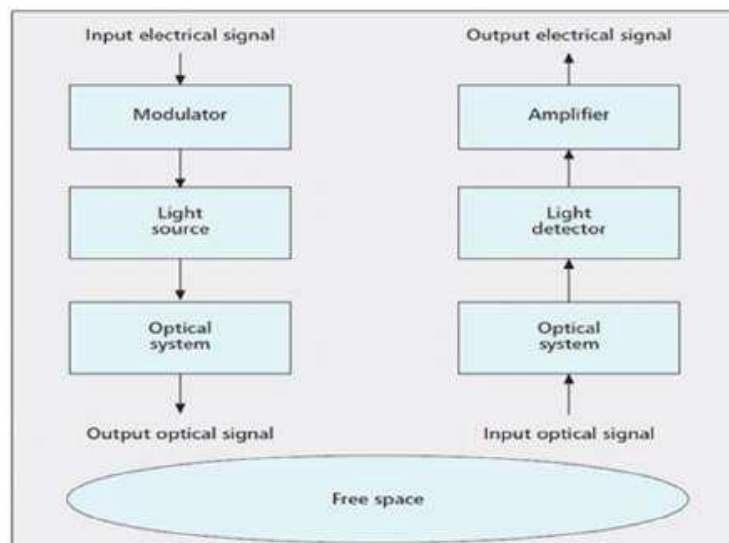 Input electrical signal
Modulator
Light
source
Optical
system
Output optical signal
Output electrical signal
Amplifier
Light
detector
Optical
system
Input optical signal
Free space